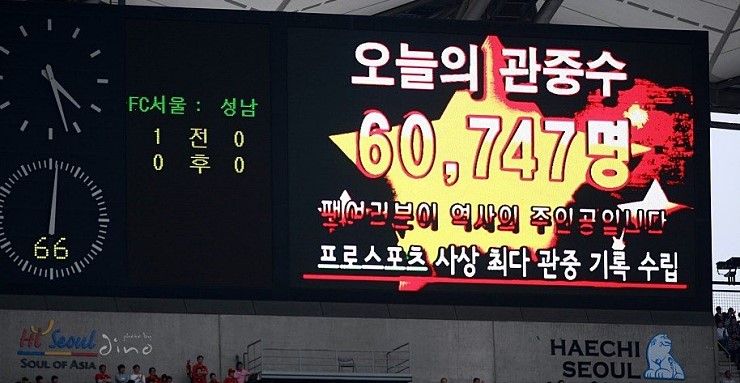 FC서울 : 성남
1 전 0
0 후 0
66
오늘의 관중수
60,747명
팬여러분이 역사의 주인공입니다
프로스포츠 사상 최다 관중 기록 수립
Hi Seoul
SOUL OF ASIA
photo by
dino
HAECHI
SEOUL